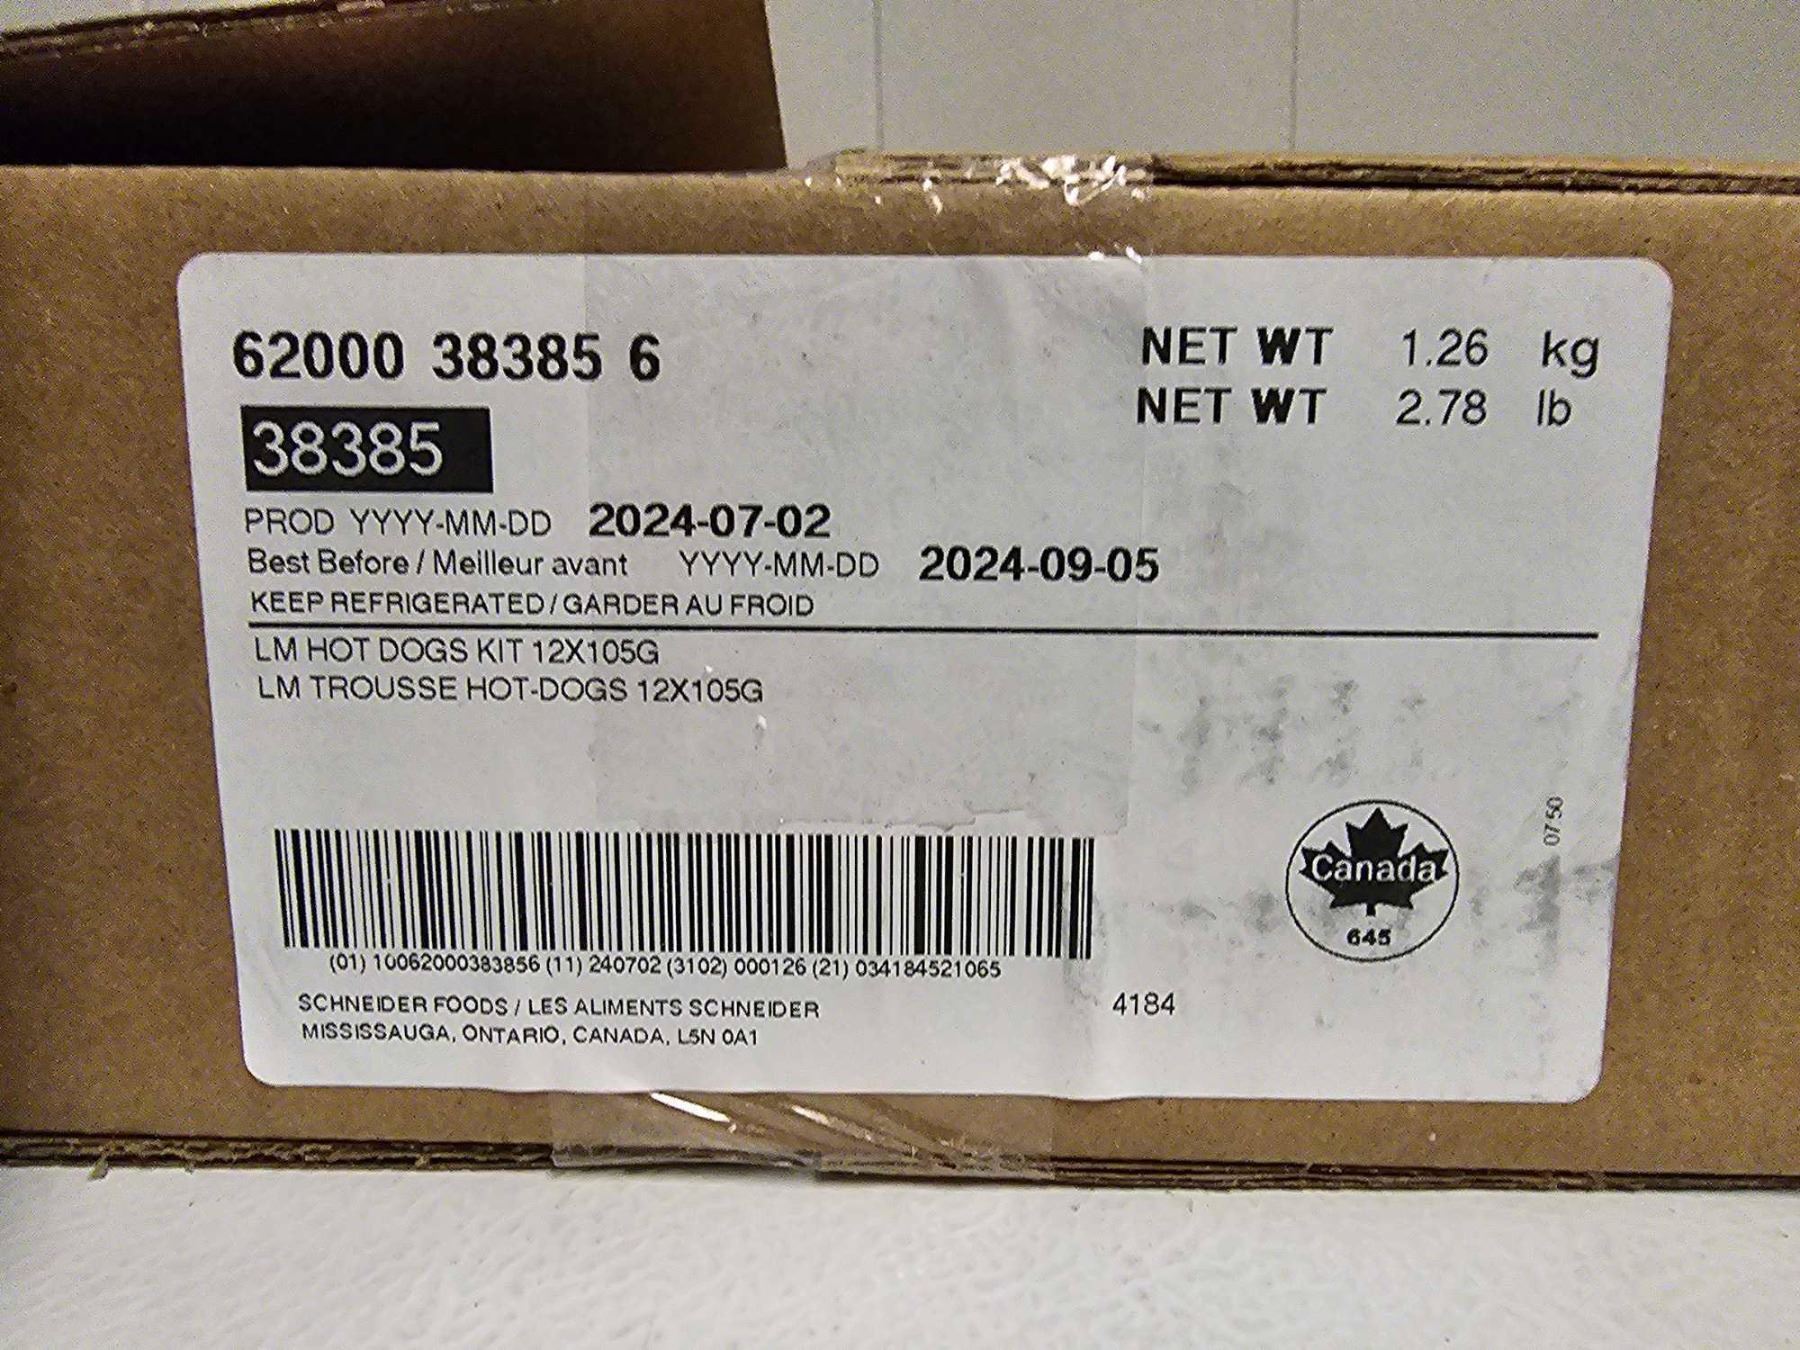 62000 38385 6
NET WT 1.26 kg
NET WT 2.78 lb
38385
PROD YYYY-MM-DD 2024-07-02
Best Before / Meilleur avant YYYY-MM-DD 2024-09-05
KEEP REFRIGERATED / GARDER AU FROID
LM HOT DOGS KIT 12X105G
LM TROUSSE HOT-DOGS 12X105G
0750
Canada
645
(01) 10062000383856 (11) 240702 (3102) 000126 (21) 034184521065
SCHNEIDER FOODS / LES ALIMENTS SCHNEIDER
4184
MISSISSAUGA, ONTARIO, CANADA, L5N 0A1